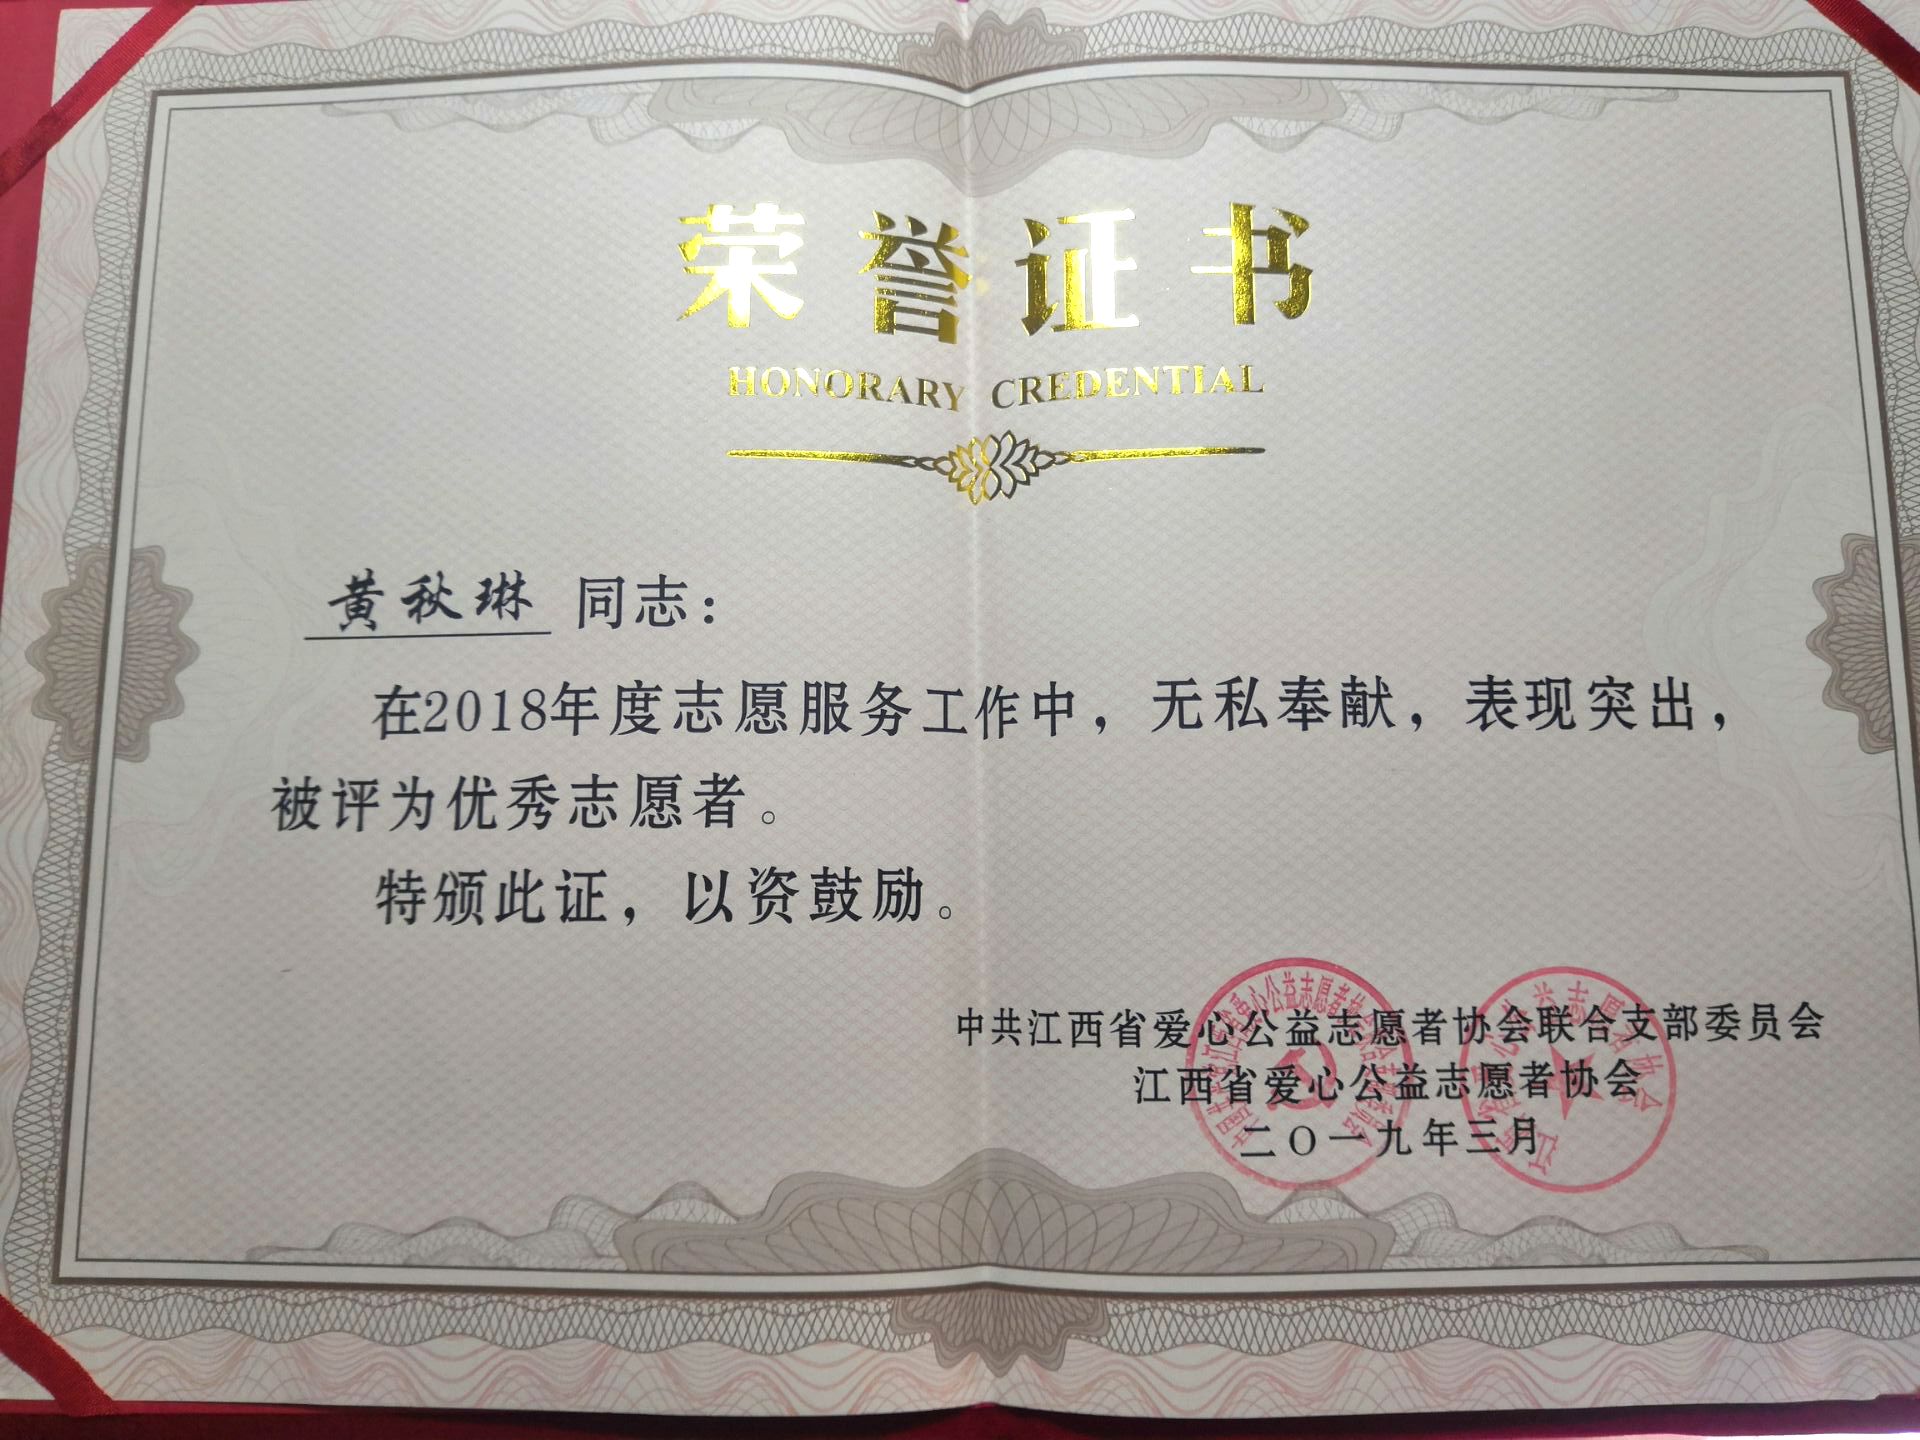 荣誉证书
HONORARY CREDENTIAL
黄秋琳 同志：
在2018年度志愿服务工作中，无私奉献，表现突出，
被评为优秀志愿者。
特颁此证，以资鼓励。
中共江西省爱心公益志愿者协会联合支部委员会
江西省爱心公益志愿者协会
二〇一九年三月